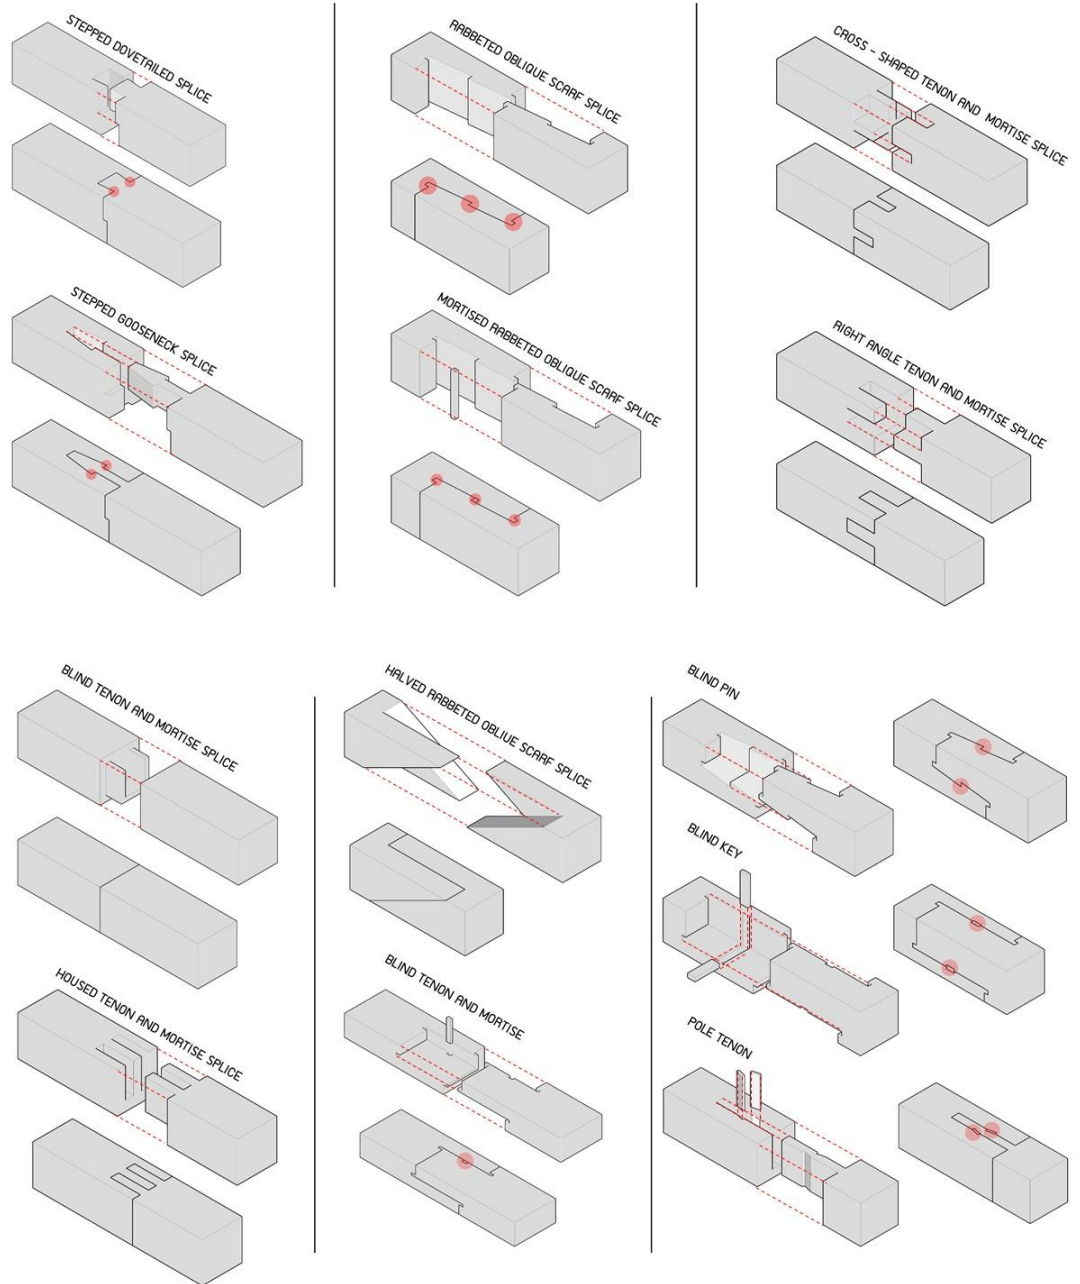 STEPPED DOVETAILED SPLICE
RABBETED OBLIQUE SCARF SPLICE
CROSS - SHAPED TENON AND MORTISE SPLICE
STEPPED GOOSENECK SPLICE
MORTISED RABBETED OBLIQUE SCARF SPLICE
RIGHT ANGLE TENON AND MORTISE SPLICE
BLIND TENON AND MORTISE SPLICE
HALVED RABBETED OBLIUE SCARF SPLICE
BLIND PIN
BLIND KEY
HOUSED TENON AND MORTISE SPLICE
BLIND TENON AND MORTISE
POLE TENON